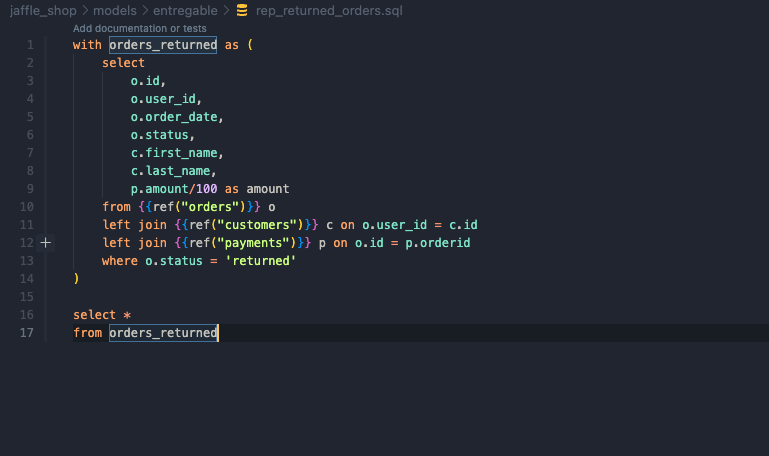 jaffle_shop > models > entregable > rep_returned_orders.sql
Add documentation or tests
1 with orders_returned as (
2 select
3 o.id,
4 o.user_id,
5 o.order_date,
6 o.status,
7 c.first_name,
8 c.last_name,
9 p.amount/100 as amount
10 from {{ref("orders")}} o
11 left join {{ref("customers")}} c on o.user_id = c.id
12 left join {{ref("payments")}} p on o.id = p.orderid
13 where o.status = 'returned'
14 )
15
16 select *
17 from orders_returned